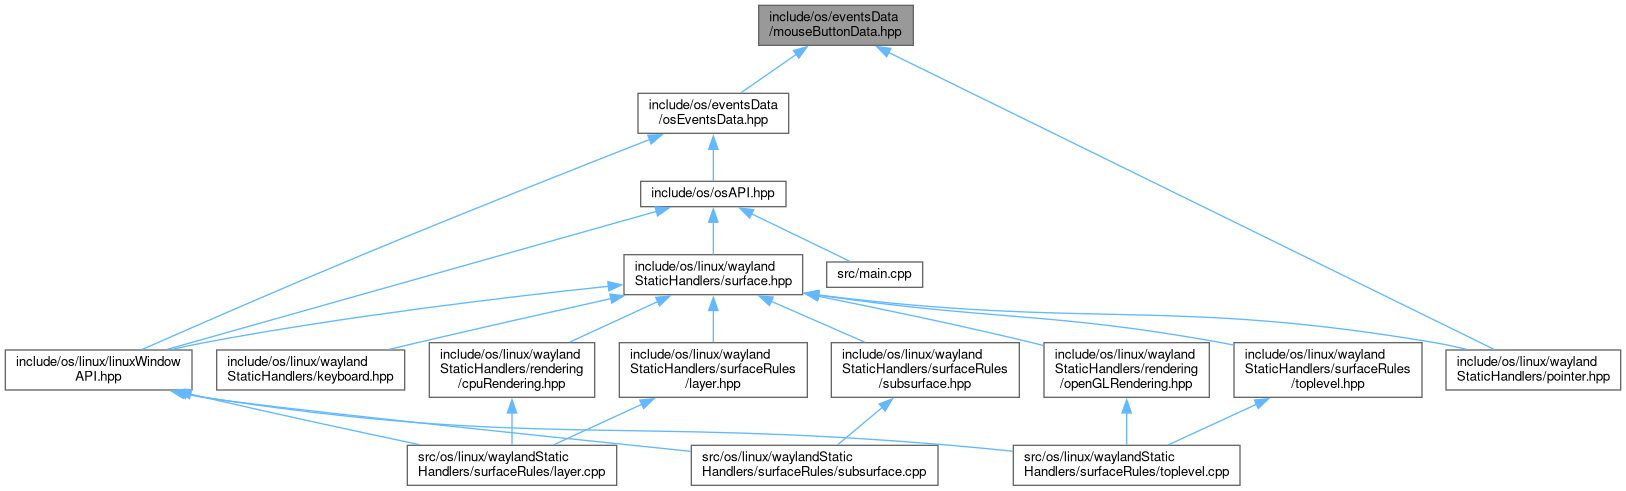 include/os/eventsData
/mouseButtonData.hpp
include/os/eventsData
/osEventsData.hpp
include/os/osAPI.hpp
include/os/linux/wayland
StaticHandlers/surface.hpp
src/main.cpp
include/os/linux/linuxWindow
API.hpp
include/os/linux/wayland
StaticHandlers/keyboard.hpp
include/os/linux/wayland
StaticHandlers/rendering
/cpuRendering.hpp
include/os/linux/wayland
StaticHandlers/surfaceRules
/layer.hpp
include/os/linux/wayland
StaticHandlers/surfaceRules
/subsurface.hpp
include/os/linux/wayland
StaticHandlers/rendering
/openGLRendering.hpp
include/os/linux/wayland
StaticHandlers/surfaceRules
/toplevel.hpp
include/os/linux/wayland
StaticHandlers/pointer.hpp
src/os/linux/waylandStatic
Handlers/surfaceRules/layer.cpp
src/os/linux/waylandStatic
Handlers/surfaceRules/subsurface.cpp
src/os/linux/waylandStatic
Handlers/surfaceRules/toplevel.cpp